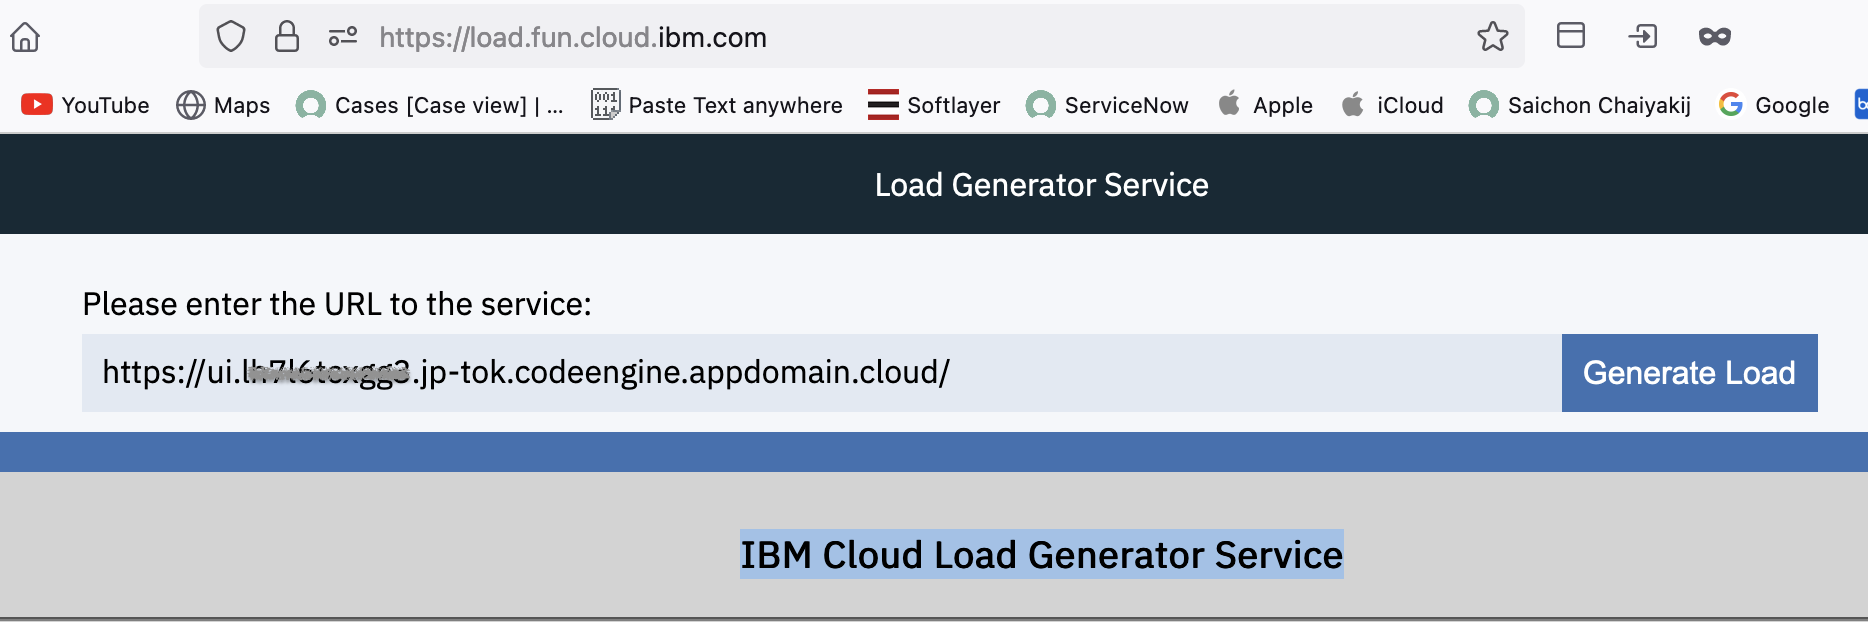 https://load.fun.cloud.ibm.com
YouTube Maps Cases [Case view] | ... Paste Text anywhere Softlayer ServiceNow Apple iCloud Saichon Chaiyakij Google
Load Generator Service
Please enter the URL to the service:
https://ui. .jp-tok.codeengine.appdomain.cloud/
Generate Load
IBM Cloud Load Generator Service